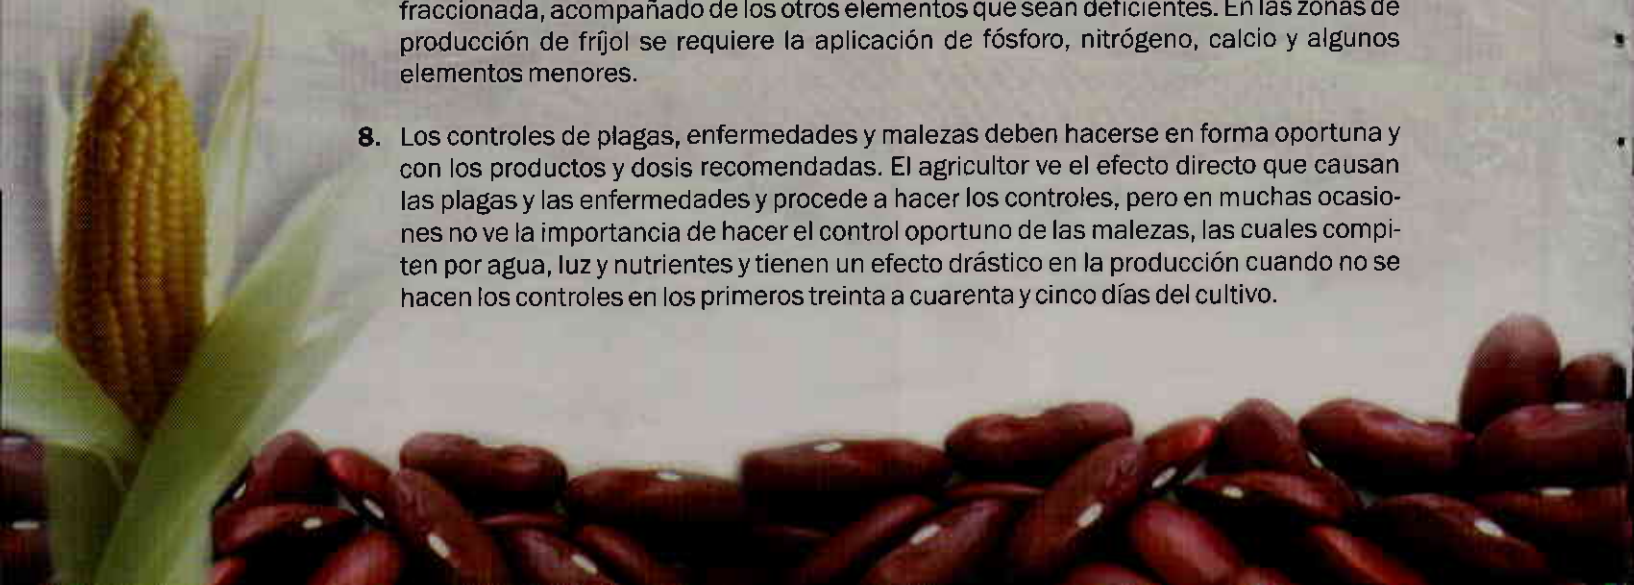 fraccionada, acompañado de los otros elementos que sean deficientes. En las zonas de
producción de fríjol se requiere la aplicación de fósforo, nitrógeno, calcio y algunos
elementos menores.
8. Los controles de plagas, enfermedades y malezas deben hacerse en forma oportuna y
con los productos y dosis recomendadas. El agricultor ve el efecto directo que causan
las plagas y las enfermedades y procede a hacer los controles, pero en muchas ocasio-
nes no ve la importancia de hacer el control oportuno de las malezas, las cuales compi-
ten por agua, luz y nutrientes y tienen un efecto drástico en la producción cuando no se
hacen los controles en los primeros treinta a cuarenta y cinco días del cultivo.